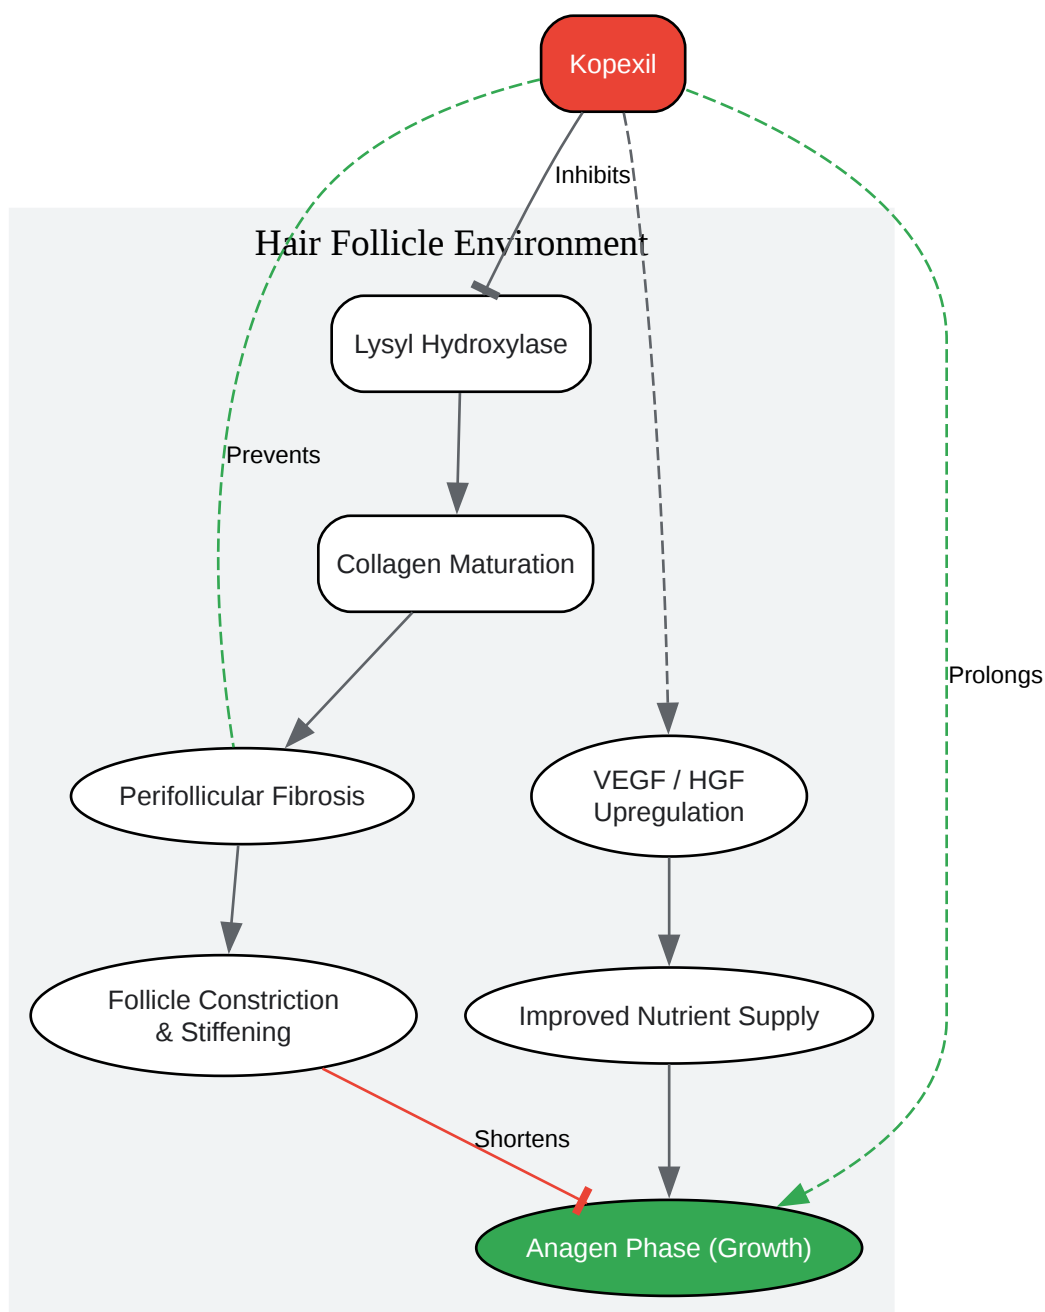 Kopexil
Inhibits
Hair Follicle Environment
Lysyl Hydroxylase
Prevents
Collagen Maturation
Prolongs
Perifollicular Fibrosis
VEGF / HGF
Upregulation
Follicle Constriction
& Stiffening
Improved Nutrient Supply
Shortens
Anagen Phase (Growth)